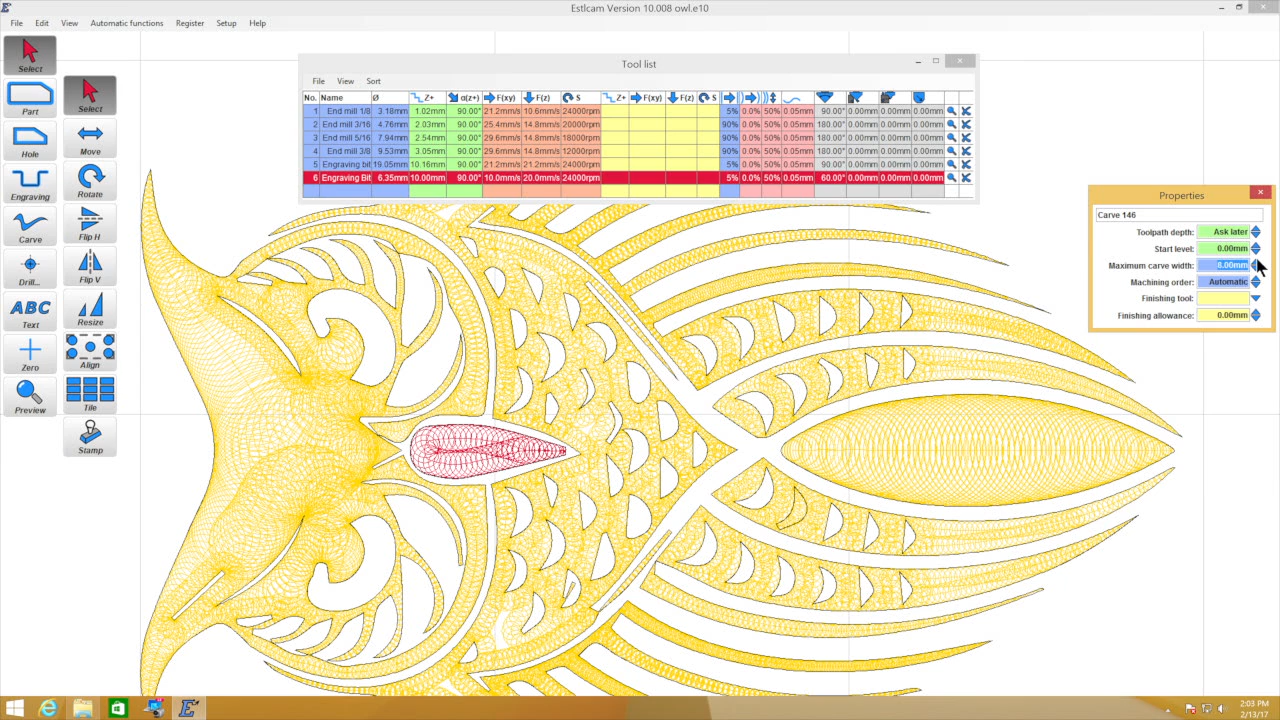 Estlcam Version 10.008 owl.e10
File Edit View Automatic functions Register Setup Help
Select
Part
Hole
Engraving
Carve
Drill...
ABC
Text
Zero
Preview
Select
Move
Rotate
Flip H
Flip V
Resize
Align
Tile
Stamp
Tool list
File View Sort
No. Name Ø Z+ α(z+) F(xy) F(z) S Z+ F(xy) F(z) S
1 End mill 1/8 3.18mm 1.02mm 90.00° 21.2mm/s 10.6mm/s 24000rpm 5% 0.0% 50% 0.05mm 90.00° 0.00mm 0.00mm 0.00mm
2 End mill 3/16 4.76mm 2.03mm 90.00° 25.4mm/s 14.8mm/s 24000rpm 90% 0.0% 50% 0.05mm 180.00° 0.00mm 0.00mm 0.00mm
3 End mill 5/16 7.94mm 2.54mm 90.00° 29.6mm/s 14.8mm/s 18000rpm 90% 0.0% 50% 0.05mm 180.00° 0.00mm 0.00mm 0.00mm
4 End mill 3/8 9.53mm 3.05mm 90.00° 29.6mm/s 14.8mm/s 12000rpm 90% 0.0% 50% 0.05mm 180.00° 0.00mm 0.00mm 0.00mm
5 Engraving bit 19.05mm 10.16mm 90.00° 21.2mm/s 21.2mm/s 24000rpm 5% 0.0% 50% 0.05mm 90.00° 0.00mm 0.00mm 0.00mm
6 Engraving Bit 6.35mm 10.00mm 90.00° 10.0mm/s 20.0mm/s 24000rpm 5% 0.0% 50% 0.05mm 60.00° 0.00mm 0.00mm 0.00mm
Properties
Carve 146
Toolpath depth: Ask later
Start level: 0.00mm
Maximum carve width: 8.00mm
Machining order: Automatic
Finishing tool:
Finishing allowance: 0.00mm
2:03 PM
2/13/17